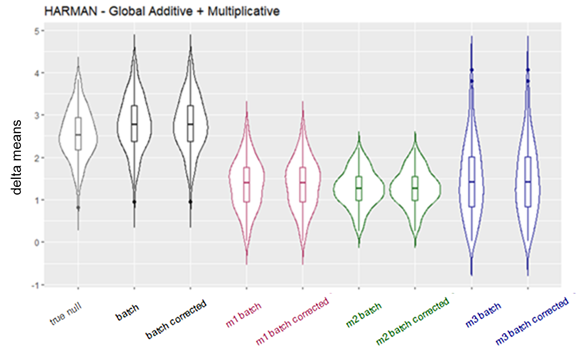 HARMAN - Global Additive + Multiplicative
delta means
5
4
3
2
1
0
-1
true null
batch
batch corrected
m1 batch
m1 batch corrected
m2 batch
m2 batch corrected
m3 batch
m3 batch corrected